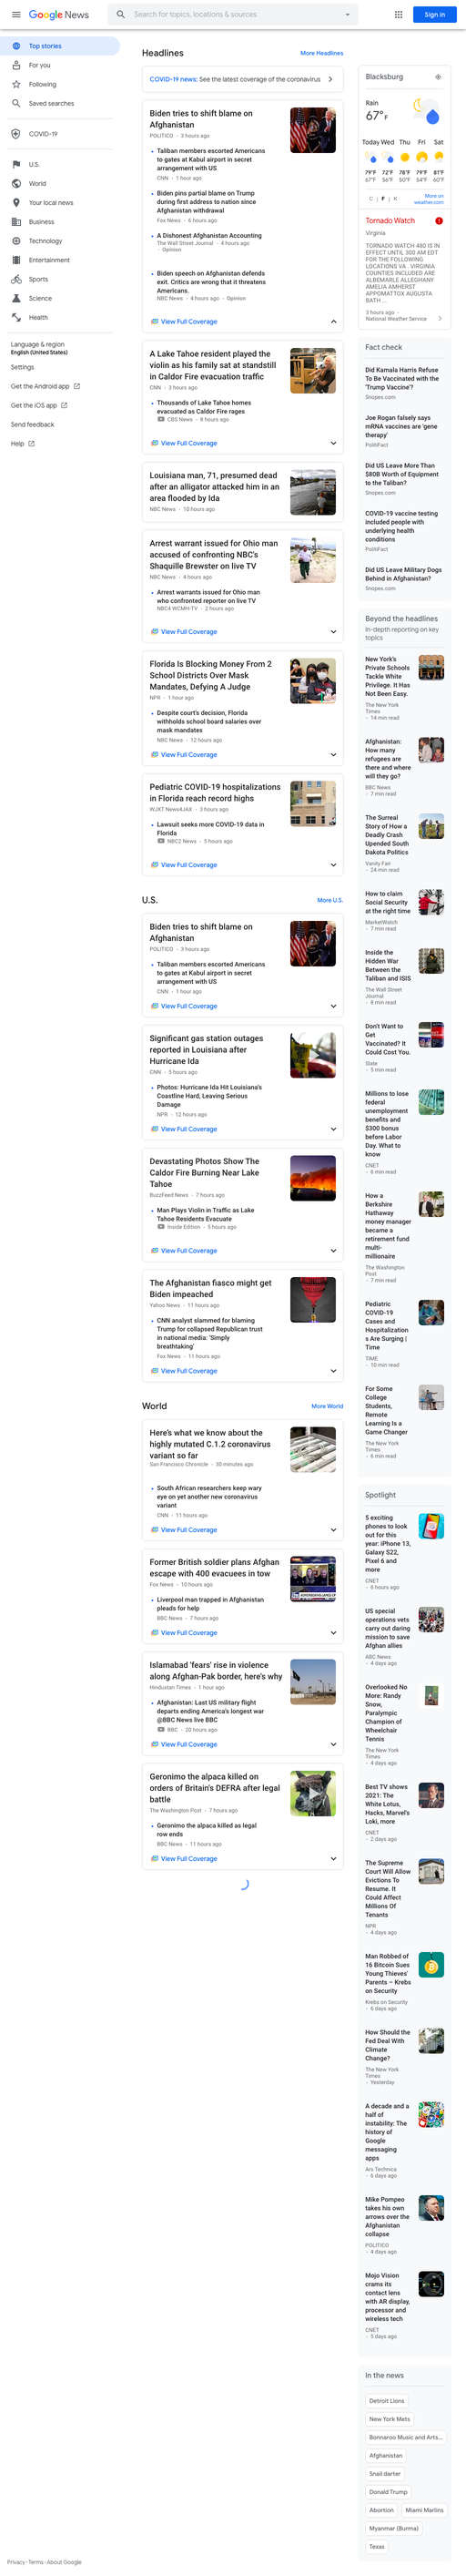 Google News
Search for topics, locations & sources
Sign in
Top stories
For you
Following
Saved searches
COVID-19
U.S.
World
Your local news
Business
Technology
Entertainment
Sports
Science
Health
Language & region
English (United States)
Settings
Get the Android app
Get the iOS app
Send feedback
Help
Headlines
More Headlines
COVID-19 news: See the latest coverage of the coronavirus
Biden tries to shift blame on
Afghanistan
POLITICO · 3 hours ago
Taliban members escorted Americans
to gates at Kabul airport in secret
arrangement with US
CNN · 1 hour ago
Biden pins partial blame on Trump
during first address to nation since
Afghanistan withdrawal
Fox News · 6 hours ago
A Dishonest Afghanistan Accounting
The Wall Street Journal · 4 hours ago
· Opinion
Biden speech on Afghanistan defends
exit. Critics are wrong that it threatens
Americans.
NBC News · 4 hours ago · Opinion
View Full Coverage
A Lake Tahoe resident played the
violin as his family sat at standstill
in Caldor Fire evacuation traffic
CNN · 3 hours ago
Thousands of Lake Tahoe homes
evacuated as Caldor Fire rages
CBS News · 8 hours ago
View Full Coverage
Louisiana man, 71, presumed dead
after an alligator attacked him in an
area flooded by Ida
NBC News · 10 hours ago
Arrest warrant issued for Ohio man
accused of confronting NBC's
Shaquille Brewster on live TV
NBC News · 4 hours ago
Arrest warrants issued for Ohio man
who confronted reporter on live TV
NBC4 WCMH-TV · 2 hours ago
View Full Coverage
Florida Is Blocking Money From 2
School Districts Over Mask
Mandates, Defying A Judge
NPR · 1 hour ago
Despite court's decision, Florida
withholds school board salaries over
mask mandates
NBC News · 12 hours ago
View Full Coverage
Pediatric COVID-19 hospitalizations
in Florida reach record highs
WJXT News4JAX · 3 hours ago
Lawsuit seeks more COVID-19 data in
Florida
NBC2 News · 5 hours ago
View Full Coverage
U.S.
More U.S.
Biden tries to shift blame on
Afghanistan
POLITICO · 3 hours ago
Taliban members escorted Americans
to gates at Kabul airport in secret
arrangement with US
CNN · 1 hour ago
View Full Coverage
Significant gas station outages
reported in Louisiana after
Hurricane Ida
CNN · 5 hours ago
Photos: Hurricane Ida Hit Louisiana's
Coastline Hard, Leaving Serious
Damage
NPR · 12 hours ago
View Full Coverage
Devastating Photos Show The
Caldor Fire Burning Near Lake
Tahoe
BuzzFeed News · 7 hours ago
Man Plays Violin in Traffic as Lake
Tahoe Residents Evacuate
Inside Edition · 5 hours ago
View Full Coverage
The Afghanistan fiasco might get
Biden impeached
Yahoo News · 11 hours ago
CNN analyst slammed for blaming
Trump for collapsed Republican trust
in national media: 'Simply
breathtaking'
Fox News · 11 hours ago
View Full Coverage
World
More World
Here's what we know about the
highly mutated C.1.2 coronavirus
variant so far
San Francisco Chronicle · 30 minutes ago
South African researchers keep wary
eye on yet another new coronavirus
variant
CNN · 11 hours ago
View Full Coverage
Former British soldier plans Afghan
escape with 400 evacuees in tow
Fox News · 10 hours ago
Liverpool man trapped in Afghanistan
pleads for help
BBC News · 7 hours ago
View Full Coverage
Islamabad 'fears' rise in violence
along Afghan-Pak border, here's why
Hindustan Times · 1 hour ago
Afghanistan: Last US military flight
departs ending America's longest war
@BBC News live BBC
BBC · 20 hours ago
View Full Coverage
Geronimo the alpaca killed on
orders of Britain's DEFRA after legal
battle
The Washington Post · 7 hours ago
Geronimo the alpaca killed as legal
row ends
BBC News · 11 hours ago
View Full Coverage
Blacksburg
Rain
67°F
Today Wed Thu Fri Sat
79°F 72°F 78°F 79°F 81°F
67°F 56°F 50°F 54°F 60°F
C | F | K
More on
weather.com
Tornado Watch
Virginia
TORNADO WATCH 480 IS IN
EFFECT UNTIL 300 AM EDT
FOR THE FOLLOWING
LOCATIONS VA . VIRGINIA
COUNTIES INCLUDED ARE
ALBEMARLE ALLEGHANY
AMELIA AMHERST
APPOMATTOX AUGUSTA
BATH ...
3 hours ago ·
National Weather Service
Fact check
Did Kamala Harris Refuse
To Be Vaccinated with the
'Trump Vaccine'?
Snopes.com
Joe Rogan falsely says
mRNA vaccines are 'gene
therapy'
PolitiFact
Did US Leave More Than
$80B Worth of Equipment
to the Taliban?
Snopes.com
COVID-19 vaccine testing
included people with
underlying health
conditions
PolitiFact
Did US Leave Military Dogs
Behind in Afghanistan?
Snopes.com
Beyond the headlines
In-depth reporting on key
topics
New York's
Private Schools
Tackle White
Privilege. It Has
Not Been Easy.
The New York
Times
· 14 min read
Afghanistan:
How many
refugees are
there and where
will they go?
BBC News
· 7 min read
The Surreal
Story of How a
Deadly Crash
Upended South
Dakota Politics
Vanity Fair
· 24 min read
How to claim
Social Security
at the right time
MarketWatch
· 7 min read
Inside the
Hidden War
Between the
Taliban and ISIS
The Wall Street
Journal
· 8 min read
Don't Want to
Get
Vaccinated? It
Could Cost You.
Slate
· 5 min read
Millions to lose
federal
unemployment
benefits and
$300 bonus
before Labor
Day. What to
know
CNET
· 6 min read
How a
Berkshire
Hathaway
money manager
became a
retirement fund
multi-
millionaire
The Washington
Post
· 7 min read
Pediatric
COVID-19
Cases and
Hospitalization
s Are Surging |
Time
TIME
· 10 min read
For Some
College
Students,
Remote
Learning Is a
Game Changer
The New York
Times
· 6 min read
Spotlight
5 exciting
phones to look
out for this
year: iPhone 13,
Galaxy S22,
Pixel 6 and
more
CNET
· 6 hours ago
US special
operations vets
carry out daring
mission to save
Afghan allies
ABC News
· 4 days ago
Overlooked No
More: Randy
Snow,
Paralympic
Champion of
Wheelchair
Tennis
The New York
Times
· 4 days ago
Best TV shows
2021: The
White Lotus,
Hacks, Marvel's
Loki, more
CNET
· 2 days ago
The Supreme
Court Will Allow
Evictions To
Resume. It
Could Affect
Millions Of
Tenants
NPR
· 4 days ago
Man Robbed of
16 Bitcoin Sues
Young Thieves'
Parents – Krebs
on Security
Krebs on Security
· 6 days ago
How Should the
Fed Deal With
Climate
Change?
The New York
Times
· Yesterday
A decade and a
half of
instability: The
history of
Google
messaging
apps
Ars Technica
· 6 days ago
Mike Pompeo
takes his own
arrows over the
Afghanistan
collapse
POLITICO
· 4 days ago
Mojo Vision
crams its
contact lens
with AR display,
processor and
wireless tech
CNET
· 5 days ago
In the news
Detroit Lions
New York Mets
Bonnaroo Music and Arts...
Afghanistan
Snail darter
Donald Trump
Abortion
Miami Marlins
Myanmar (Burma)
Texas
Privacy · Terms · About Google